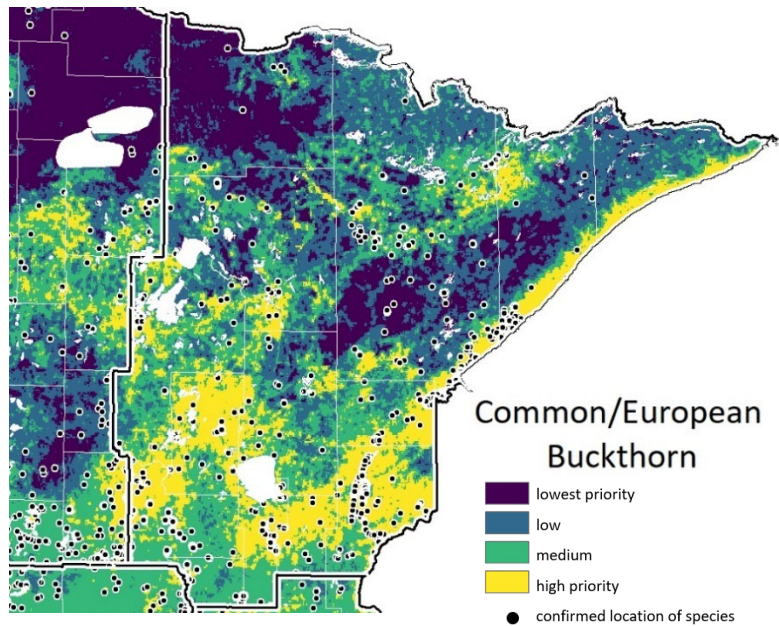 Common/European
Buckthorn
lowest priority
low
medium
high priority
confirmed location of species